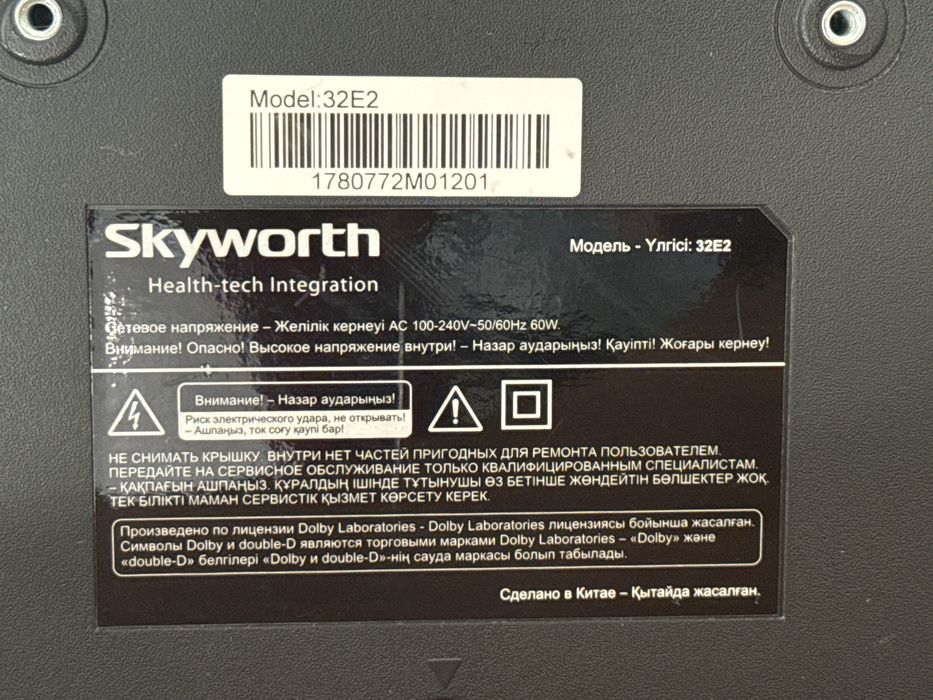 Model:32E2
1780772M01201
Skyworth
Health-tech Integration
Модель - Үлгісі: 32E2
Сетевое напряжение – Желілік кернеуі AC 100-240V~50/60Hz 60W.
Внимание! Опасно! Высокое напряжение внутри! – Назар аударыңыз! Қауіпті! Жоғары кернеу!
Внимание! – Назар аударыңыз!
Риск электрического удара, не открывать!
– Ашпаңыз, ток соғу қаупі бар!
НЕ СНИМАТЬ КРЫШКУ. ВНУТРИ НЕТ ЧАСТЕЙ ПРИГОДНЫХ ДЛЯ РЕМОНТА ПОЛЬЗОВАТЕЛЕМ.
ПЕРЕДАЙТЕ НА СЕРВИСНОЕ ОБСЛУЖИВАНИЕ ТОЛЬКО КВАЛИФИЦИРОВАННЫМ СПЕЦИАЛИСТАМ.
– ҚАҚПАҒЫН АШПАҢЫЗ. ҚҰРАЛДЫҢ ІШІНДЕ ТҰТЫНУШЫ ӨЗ БЕТІНШЕ ЖӨНДЕЙТІН БӨЛШЕКТЕР ЖОҚ.
ТЕК БІЛІКТІ МАМАН СЕРВИСТІК ҚЫЗМЕТ КӨРСЕТУ КЕРЕК.
Произведено по лицензии Dolby Laboratories - Dolby Laboratories лицензиясы бойынша жасалған.
Символы Dolby и double-D являются торговыми марками Dolby Laboratories – «Dolby» және
«double-D» белгілері «Dolby и double-D»-нің сауда маркасы болып табылады.
Сделано в Китае – Қытайда жасалған.